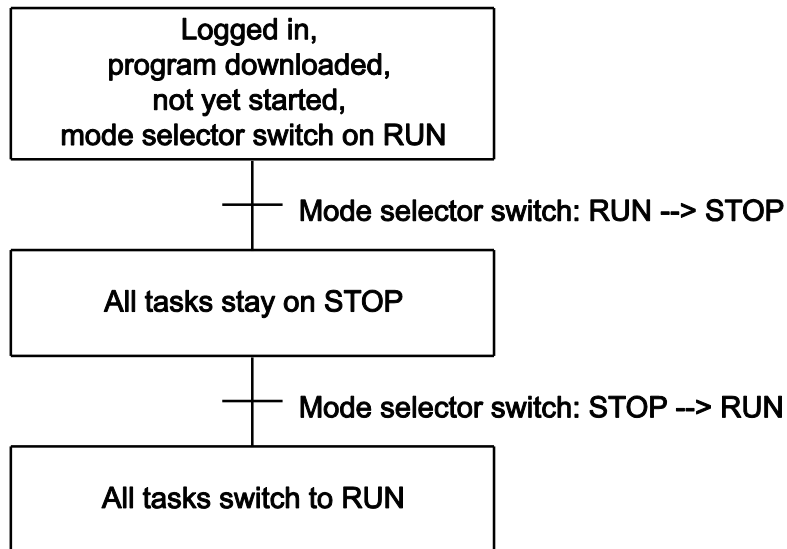 Logged in,
program downloaded,
not yet started,
mode selector switch on RUN
Mode selector switch: RUN --> STOP
All tasks stay on STOP
Mode selector switch: STOP --> RUN
All tasks switch to RUN